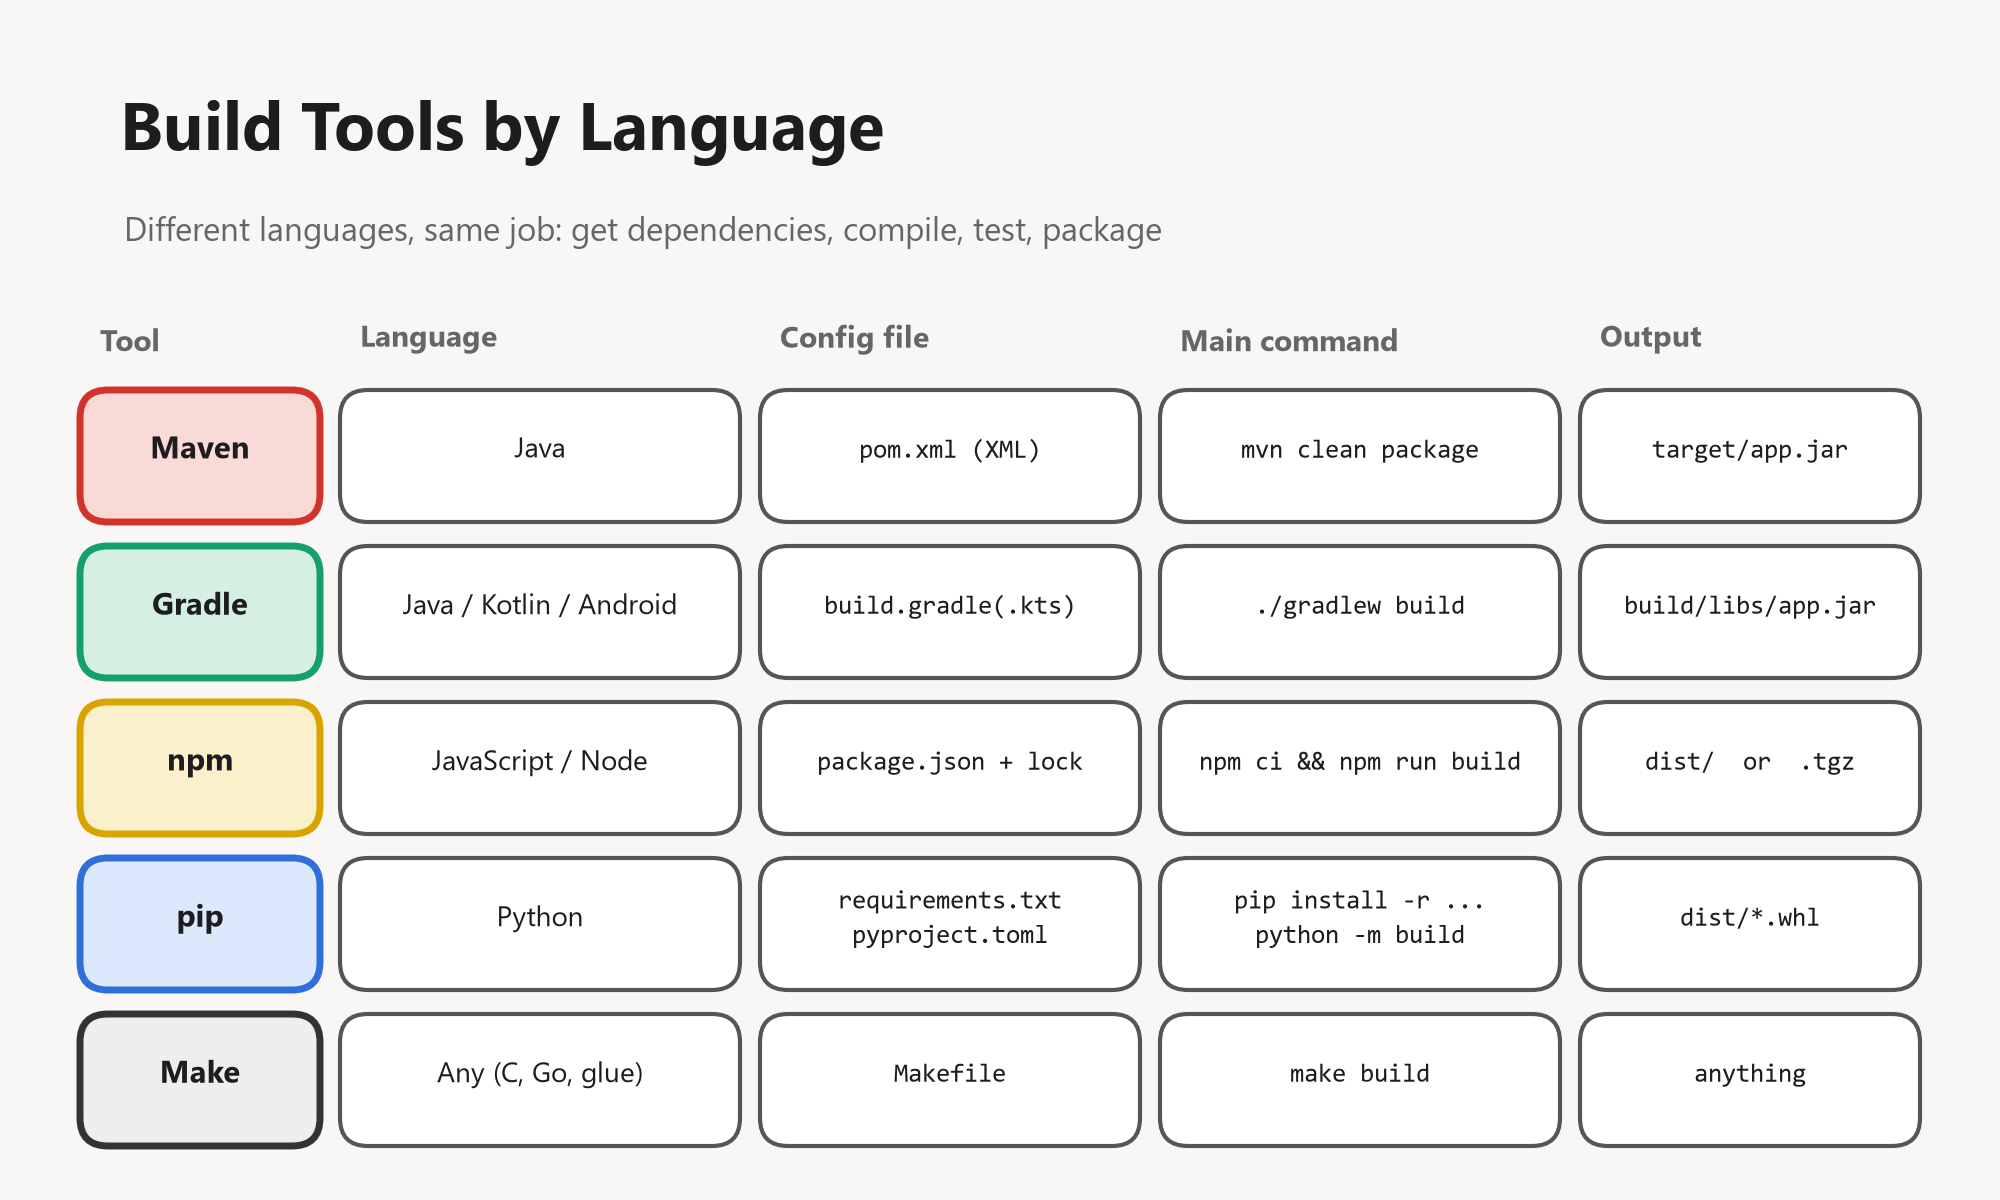 Build Tools by Language
Different languages, same job: get dependencies, compile, test, package
Tool Language Config file Main command Output
Maven Java pom.xml (XML) mvn clean package target/app.jar
Gradle Java / Kotlin / Android build.gradle(.kts) ./gradlew build build/libs/app.jar
npm JavaScript / Node package.json + lock npm ci && npm run build dist/  or  .tgz
pip Python requirements.txt pip install -r ... dist/*.whl
pyproject.toml python -m build
Make Any (C, Go, glue) Makefile make build anything